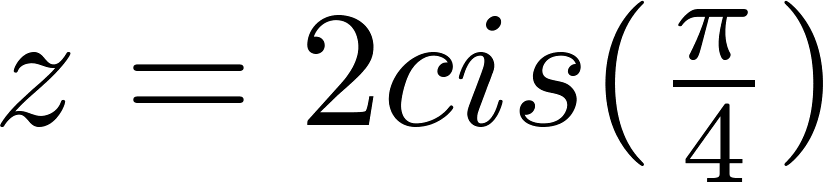 z = 2cis(π/4)